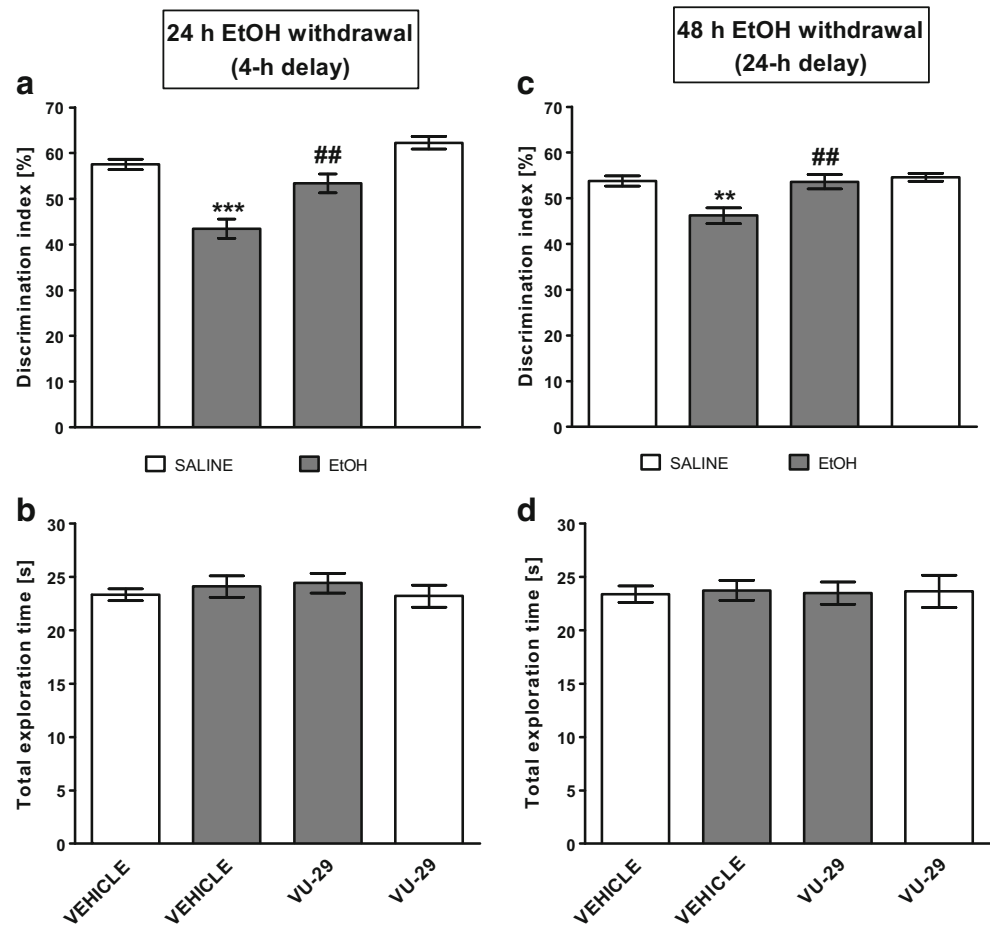 24 h EtOH withdrawal
(4-h delay)
48 h EtOH withdrawal
(24-h delay)
a
Discrimination index [%]
70
60
50
40
30
20
10
0
***
##
SALINE
EtOH
c
Discrimination index [%]
70
60
50
40
30
20
10
0
**
##
SALINE
EtOH
b
Total exploration time [s]
30
25
20
15
10
5
0
VEHICLE
VEHICLE
VU-29
VU-29
d
Total exploration time [s]
30
25
20
15
10
5
0
VEHICLE
VEHICLE
VU-29
VU-29